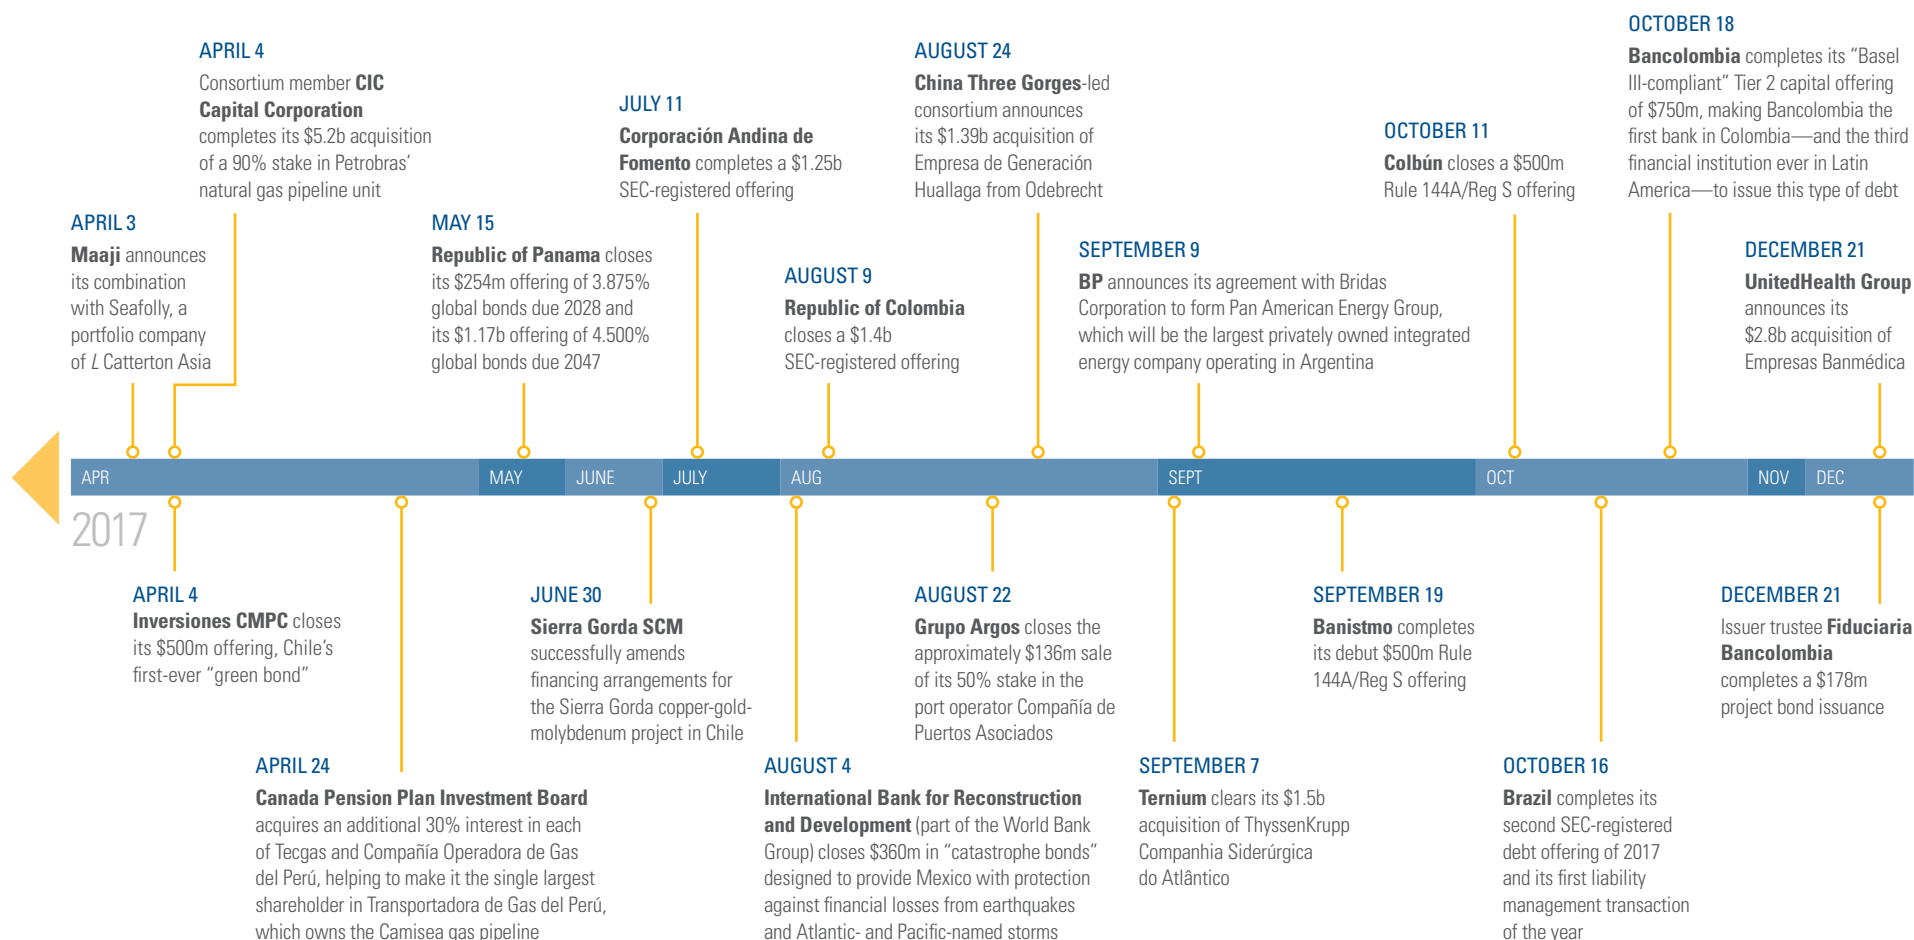 APRIL 3
Maaji announces
its combination
with Seafolly, a
portfolio company
of L Catterton Asia
APRIL 4
Consortium member CIC
Capital Corporation
completes its $5.2b acquisition
of a 90% stake in Petrobras’
natural gas pipeline unit
MAY 15
Republic of Panama closes
its $254m offering of 3.875%
global bonds due 2028 and
its $1.17b offering of 4.500%
global bonds due 2047
JULY 11
Corporación Andina de
Fomento completes a $1.25b
SEC-registered offering
AUGUST 9
Republic of Colombia
closes a $1.4b
SEC-registered offering
AUGUST 24
China Three Gorges-led
consortium announces
its $1.39b acquisition of
Empresa de Generación
Huallaga from Odebrecht
SEPTEMBER 9
BP announces its agreement with Bridas
Corporation to form Pan American Energy Group,
which will be the largest privately owned integrated
energy company operating in Argentina
OCTOBER 11
Colbún closes a $500m
Rule 144A/Reg S offering
OCTOBER 18
Bancolombia completes its “Basel
III-compliant” Tier 2 capital offering
of $750m, making Bancolombia the
first bank in Colombia—and the third
financial institution ever in Latin
America—to issue this type of debt
DECEMBER 21
UnitedHealth Group
announces its
$2.8b acquisition of
Empresas Banmédica
APR MAY JUNE JULY AUG SEPT OCT NOV DEC
2017
APRIL 4
Inversiones CMPC closes
its $500m offering, Chile’s
first-ever “green bond”
APRIL 24
Canada Pension Plan Investment Board
acquires an additional 30% interest in each
of Tecgas and Compañía Operadora de Gas
del Perú, helping to make it the single largest
shareholder in Transportadora de Gas del Perú,
which owns the Camisea gas pipeline
JUNE 30
Sierra Gorda SCM
successfully amends
financing arrangements for
the Sierra Gorda copper-gold-
molybdenum project in Chile
AUGUST 4
International Bank for Reconstruction
and Development (part of the World Bank
Group) closes $360m in “catastrophe bonds”
designed to provide Mexico with protection
against financial losses from earthquakes
and Atlantic- and Pacific-named storms
AUGUST 22
Grupo Argos closes the
approximately $136m sale
of its 50% stake in the
port operator Compañía de
Puertos Asociados
SEPTEMBER 7
Ternium clears its $1.5b
acquisition of ThyssenKrupp
Companhia Siderúrgica
do Atlântico
SEPTEMBER 19
Banistmo completes
its debut $500m Rule
144A/Reg S offering
OCTOBER 16
Brazil completes its
second SEC-registered
debt offering of 2017
and its first liability
management transaction
of the year
DECEMBER 21
Issuer trustee Fiduciaria
Bancolombia
completes a $178m
project bond issuance